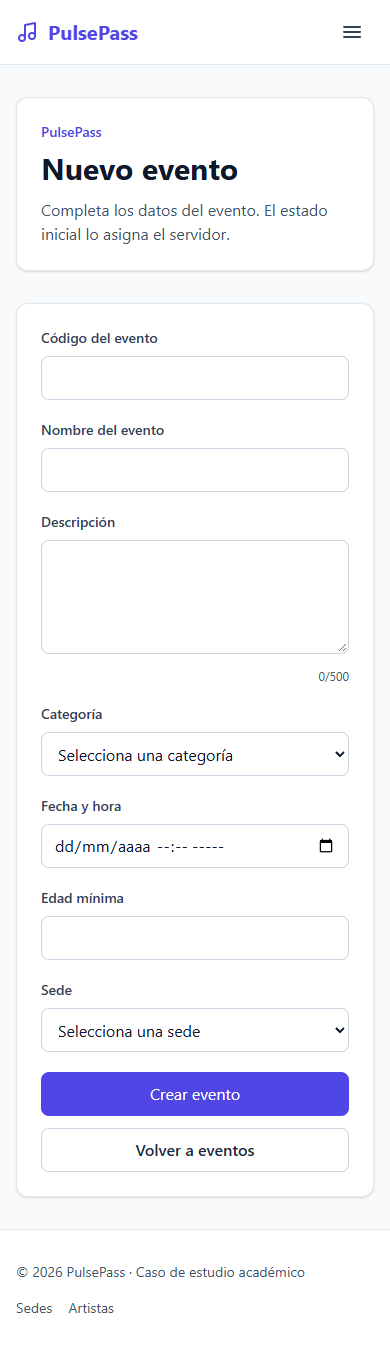 PulsePass
PulsePass
Nuevo evento
Completa los datos del evento. El estado
inicial lo asigna el servidor.
Código del evento
Nombre del evento
Descripción
0/500
Categoría
Selecciona una categoría
Fecha y hora
dd/mm/aaaa --:-- -----
Edad mínima
Sede
Selecciona una sede
Crear evento
Volver a eventos
© 2026 PulsePass · Caso de estudio académico
Sedes Artistas